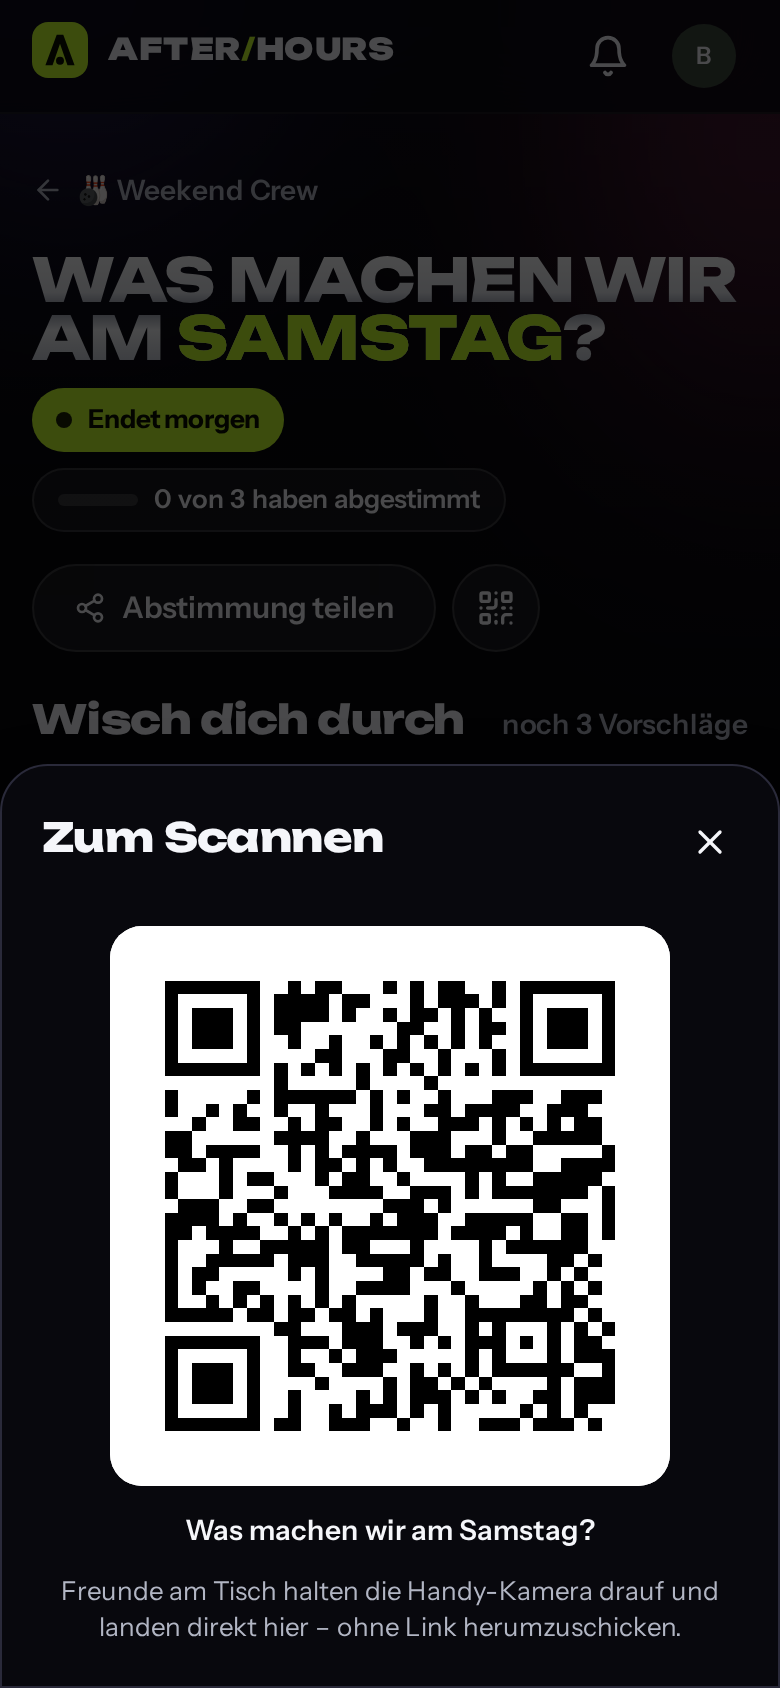 AFTER/HOURS
B
Weekend Crew
WAS MACHEN WIR
AM SAMSTAG?
Endet morgen
0 von 3 haben abgestimmt
Abstimmung teilen
Wisch dich durch
noch 3 Vorschläge
Zum Scannen
Was machen wir am Samstag?
Freunde am Tisch halten die Handy-Kamera drauf und
landen direkt hier – ohne Link herumzuschicken.